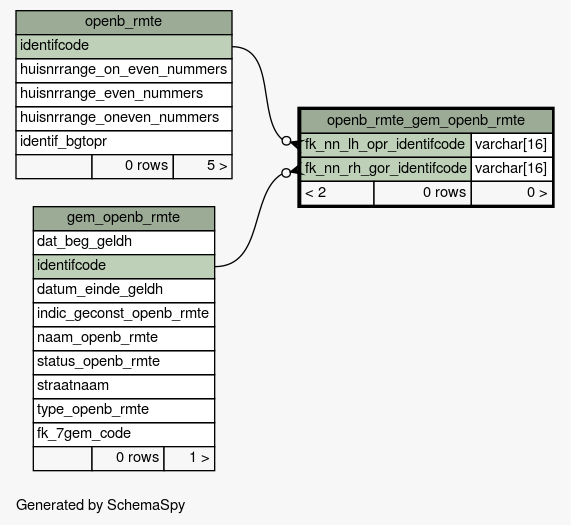 openb_rmte
identifcode
huisnrrange_on_even_nummers
huisnrrange_even_nummers
huisnrrange_oneven_nummers
identif_bgtopr
0 rows 5 >
openb_rmte_gem_openb_rmte
fk_nn_lh_opr_identifcode varchar[16]
fk_nn_rh_gor_identifcode varchar[16]
< 2 0 rows 0 >
gem_openb_rmte
dat_beg_geldh
identifcode
datum_einde_geldh
indic_geconst_openb_rmte
naam_openb_rmte
status_openb_rmte
straatnaam
type_openb_rmte
fk_7gem_code
0 rows 1 >
Generated by SchemaSpy